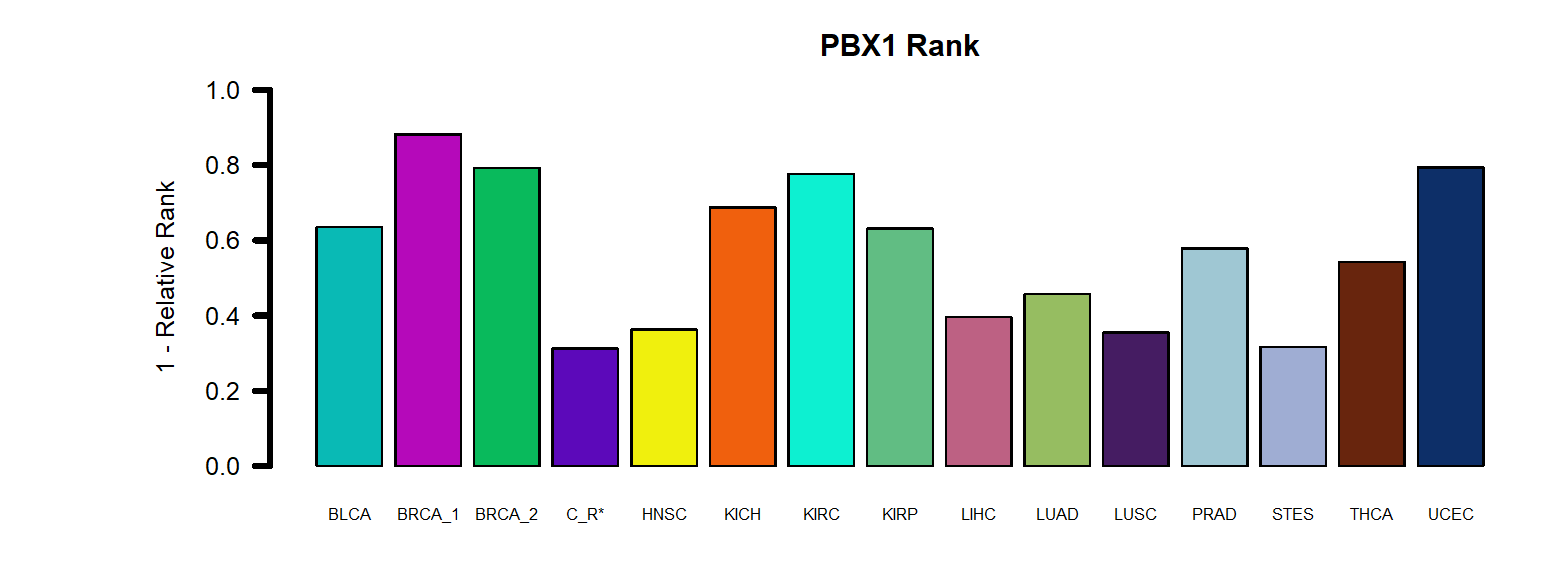 PBX1 Rank
1 - Relative Rank
1.0
0.8
0.6
0.4
0.2
0.0
BLCA BRCA_1 BRCA_2 C_R* HNSC KICH KIRC KIRP LIHC LUAD LUSC PRAD STES THCA UCEC